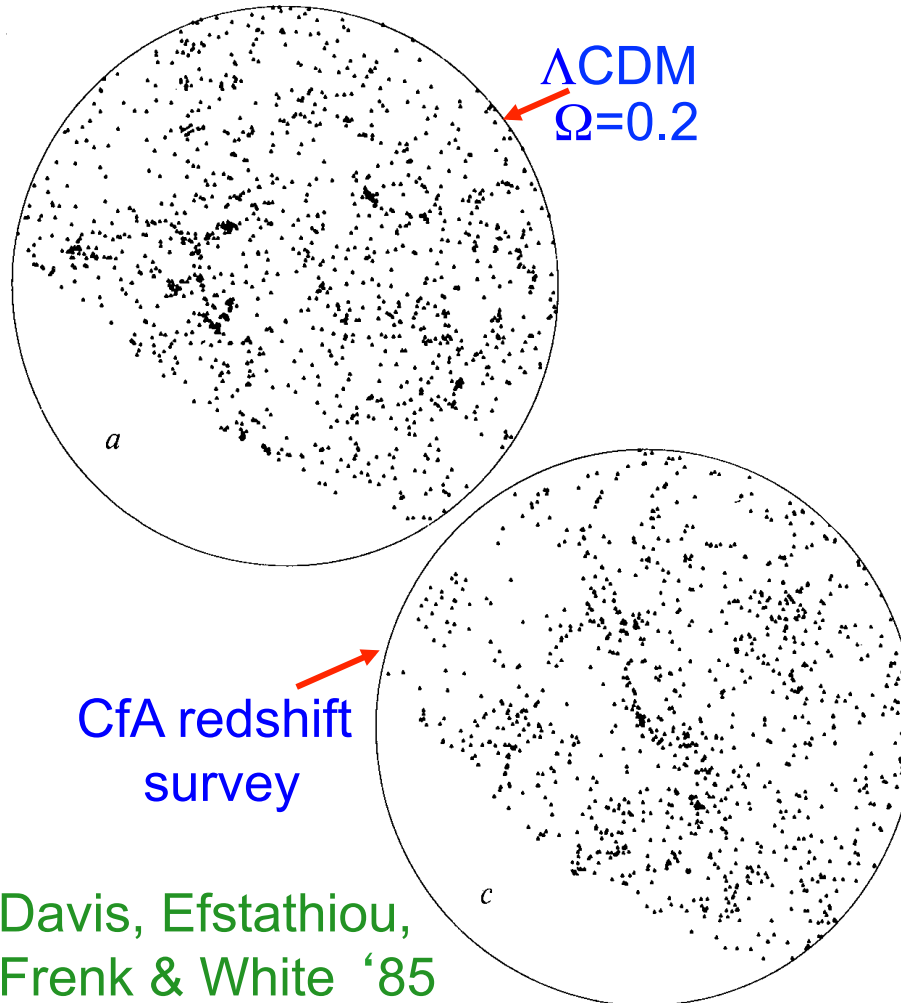 ΛCDM
Ω=0.2
a
CfA redshift
survey
c
Davis, Efstathiou,
Frenk & White ‘85